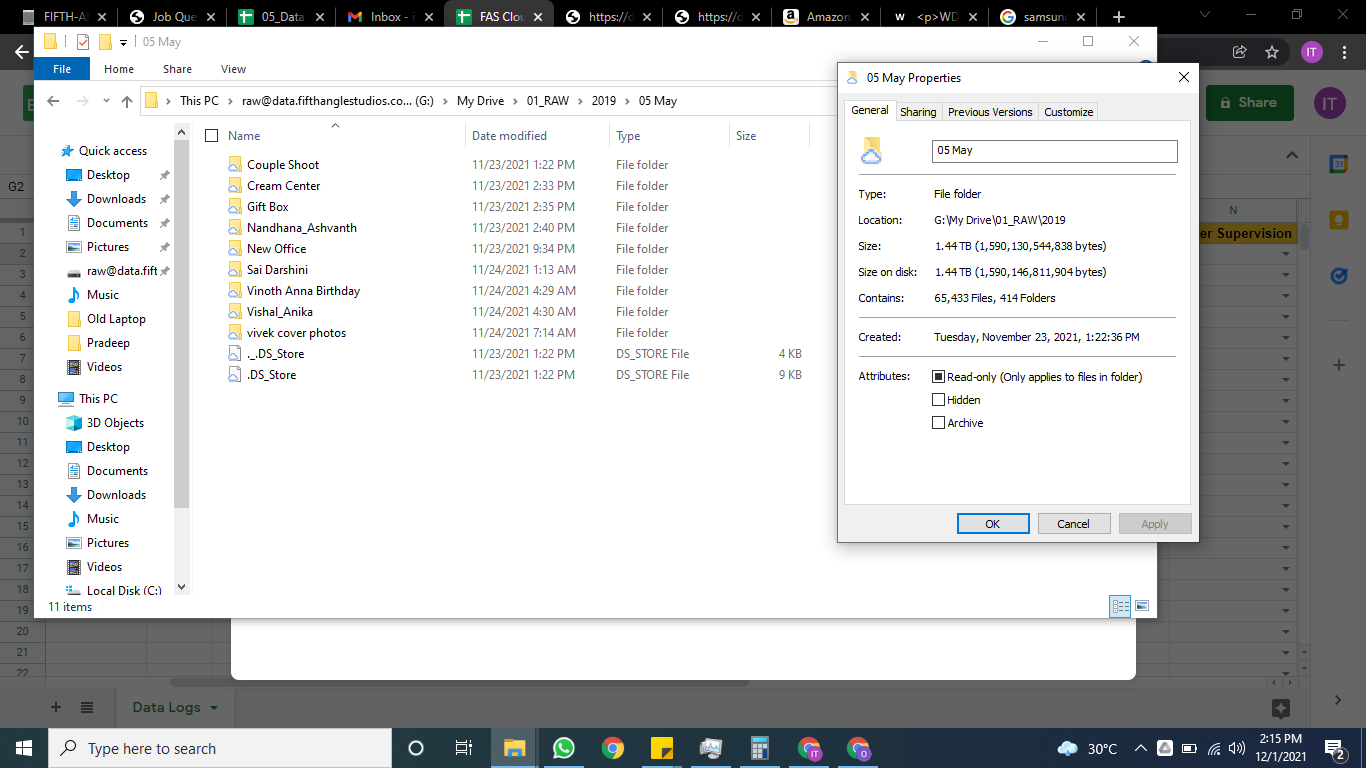 FIFTH-A
Job Que
05_Data
Inbox -
FAS Clou
https://d
https://d
Amazon.
<p>WD
samsung
05 May
File
Home
Share
View
This PC
raw@data.fifthanglestudios.co... (G:)
My Drive
01_RAW
2019
05 May
Name
Date modified
Type
Size
Quick access
Desktop
Downloads
Documents
Pictures
raw@data.fift
Music
Old Laptop
Pradeep
Videos
This PC
3D Objects
Desktop
Documents
Downloads
Music
Pictures
Videos
Local Disk (C:)
Couple Shoot 11/23/2021 1:22 PM File folder
Cream Center 11/23/2021 2:33 PM File folder
Gift Box 11/23/2021 2:35 PM File folder
Nandhana_Ashvanth 11/23/2021 2:40 PM File folder
New Office 11/23/2021 9:34 PM File folder
Sai Darshini 11/24/2021 1:13 AM File folder
Vinoth Anna Birthday 11/24/2021 4:29 AM File folder
Vishal_Anika 11/24/2021 4:30 AM File folder
vivek cover photos 11/24/2021 7:14 AM File folder
._.DS_Store 11/23/2021 1:22 PM DS_STORE File 4 KB
.DS_Store 11/23/2021 1:22 PM DS_STORE File 9 KB
11 items
05 May Properties
General
Sharing
Previous Versions
Customize
05 May
Type: File folder
Location: G:\My Drive\01_RAW\2019
Size: 1.44 TB (1,590,130,544,838 bytes)
Size on disk: 1.44 TB (1,590,146,811,904 bytes)
Contains: 65,433 Files, 414 Folders
Created: Tuesday, November 23, 2021, 1:22:36 PM
Attributes: Read-only (Only applies to files in folder)
Hidden
Archive
OK
Cancel
Apply
IT
Share
IT
31
G2
N
er Supervision
1
2
3
4
5
6
7
8
9
10
11
12
13
14
15
16
17
18
19
20
21
22
Data Logs
Type here to search
IT
O
30°C
2:15 PM
12/1/2021
2